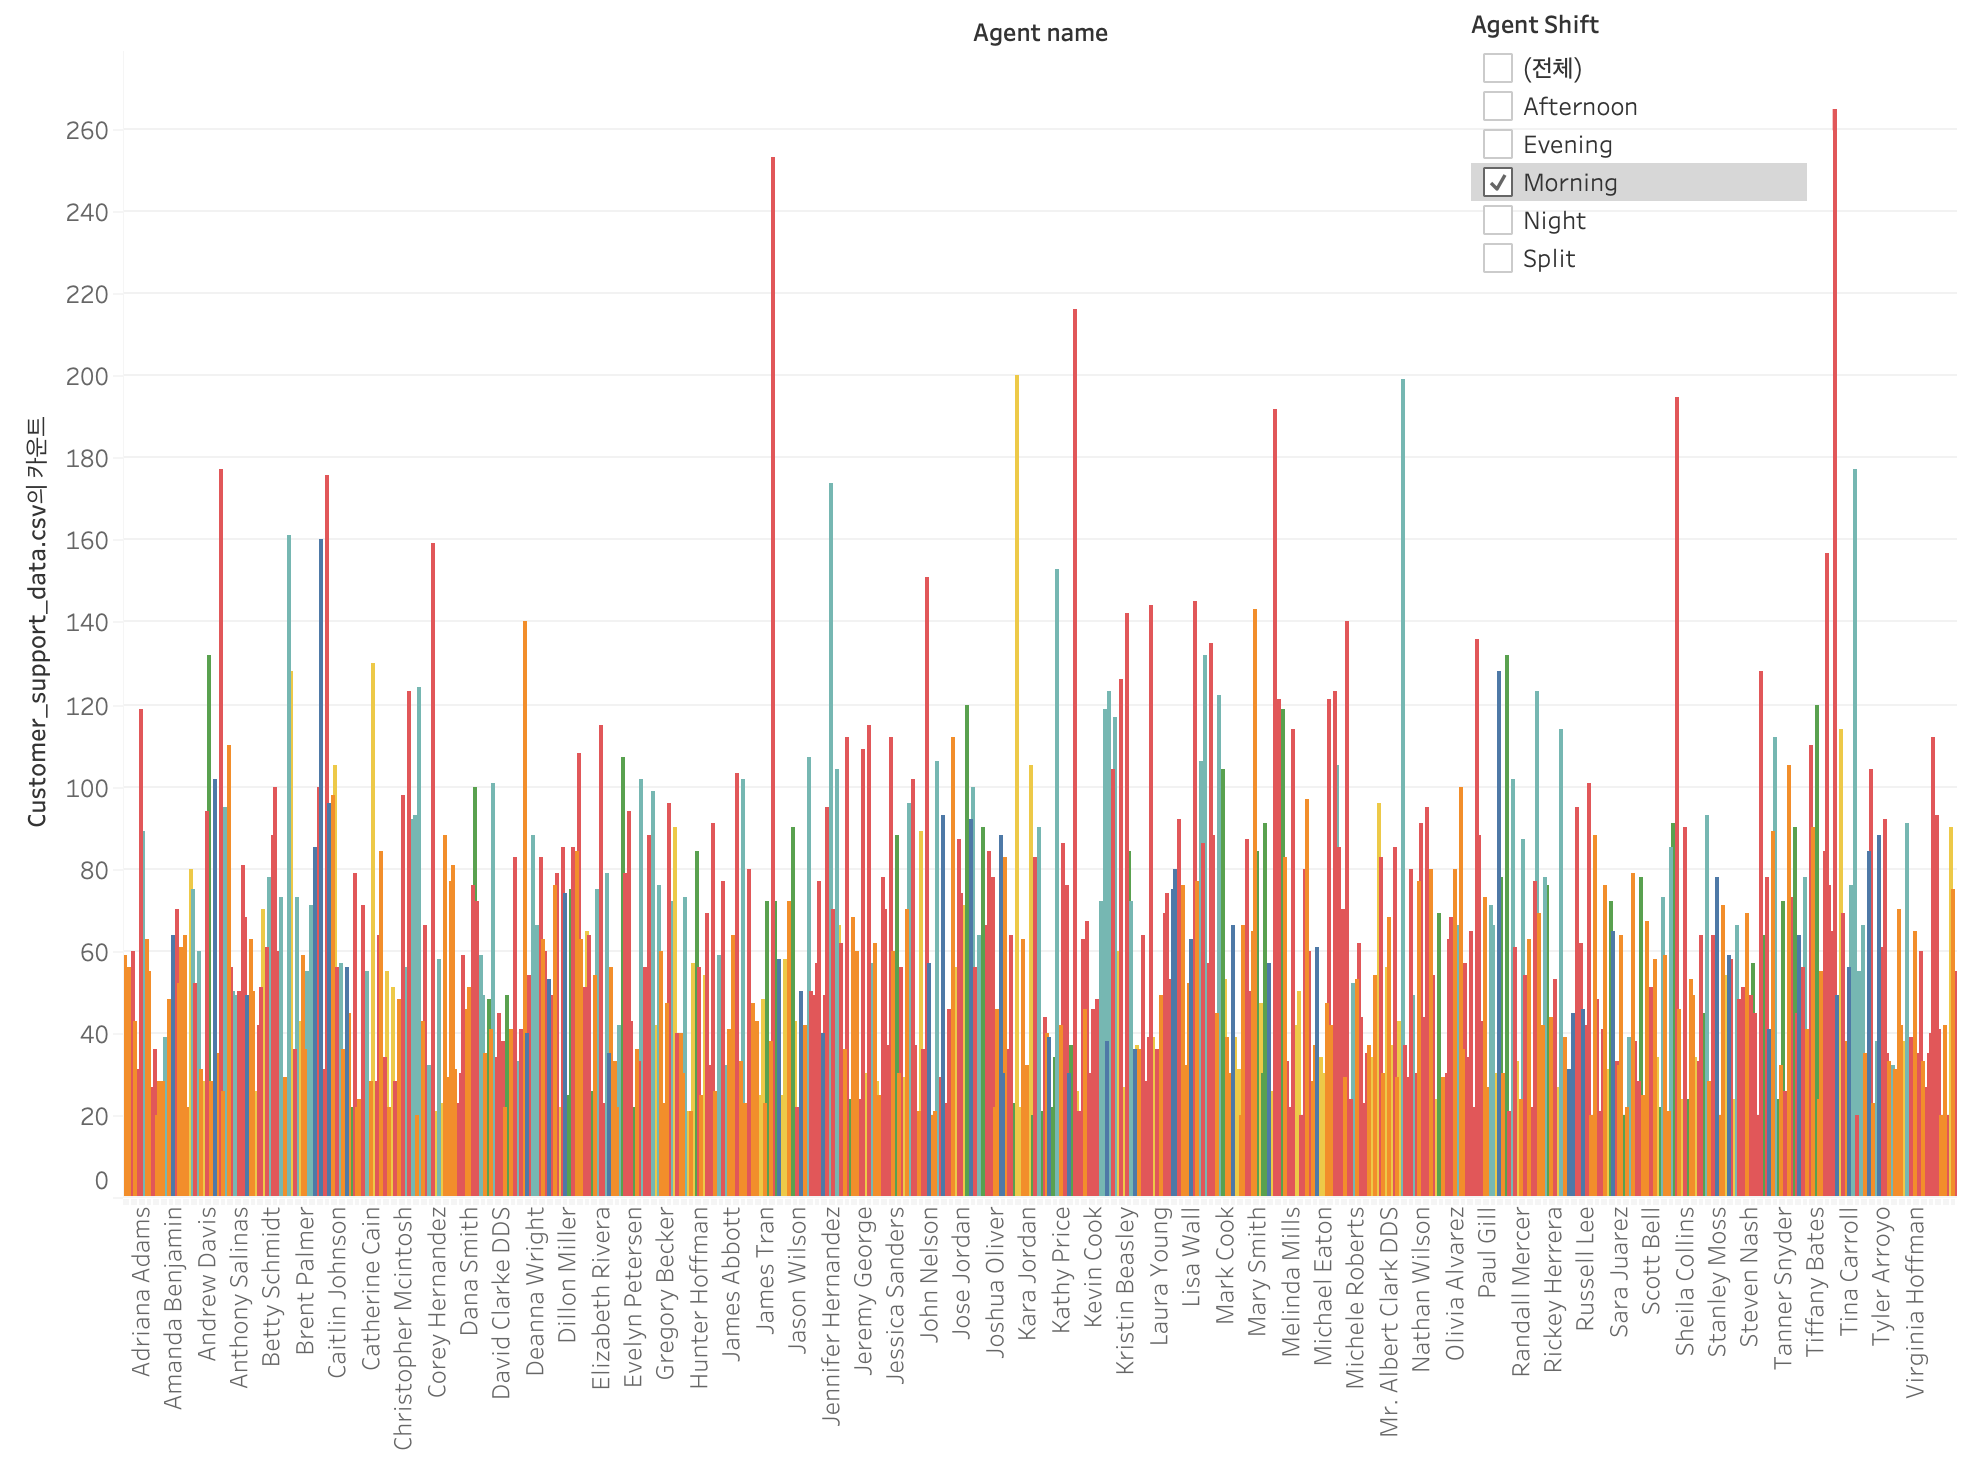 Agent name
Agent Shift
(전체)
Afternoon
Evening
Morning
Night
Split
Customer_support_data.csv의 카운트
260
240
220
200
180
160
140
120
100
80
60
40
20
0
Adriana Adams
Amanda Benjamin
Andrew Davis
Anthony Salinas
Betty Schmidt
Brent Palmer
Caitlin Johnson
Catherine Cain
Christopher Mcintosh
Corey Hernandez
Dana Smith
David Clarke DDS
Deanna Wright
Dillon Miller
Elizabeth Rivera
Evelyn Petersen
Gregory Becker
Hunter Hoffman
James Abbott
James Tran
Jason Wilson
Jennifer Hernandez
Jeremy George
Jessica Sanders
John Nelson
Jose Jordan
Joshua Oliver
Kara Jordan
Kathy Price
Kevin Cook
Kristin Beasley
Laura Young
Lisa Wall
Mark Cook
Mary Smith
Melinda Mills
Michael Eaton
Michele Roberts
Mr. Albert Clark DDS
Nathan Wilson
Olivia Alvarez
Paul Gill
Randall Mercer
Rickey Herrera
Russell Lee
Sara Juarez
Scott Bell
Sheila Collins
Stanley Moss
Steven Nash
Tanner Snyder
Tiffany Bates
Tina Carroll
Tyler Arroyo
Virginia Hoffman